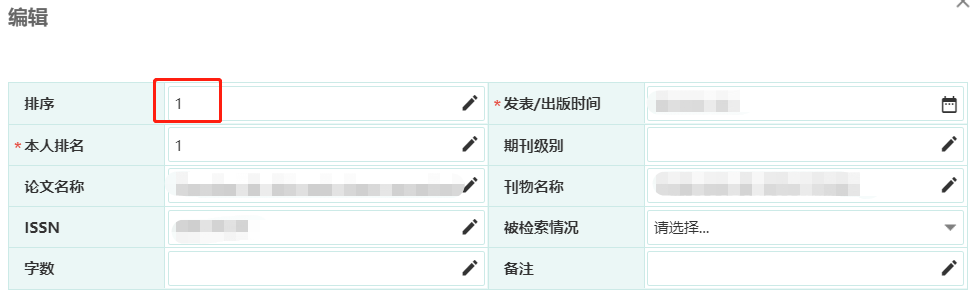 编辑
排序 1 *发表/出版时间
*本人排名 1 期刊级别
论文名称 刊物名称
ISSN 被检索情况 请选择...
字数 备注